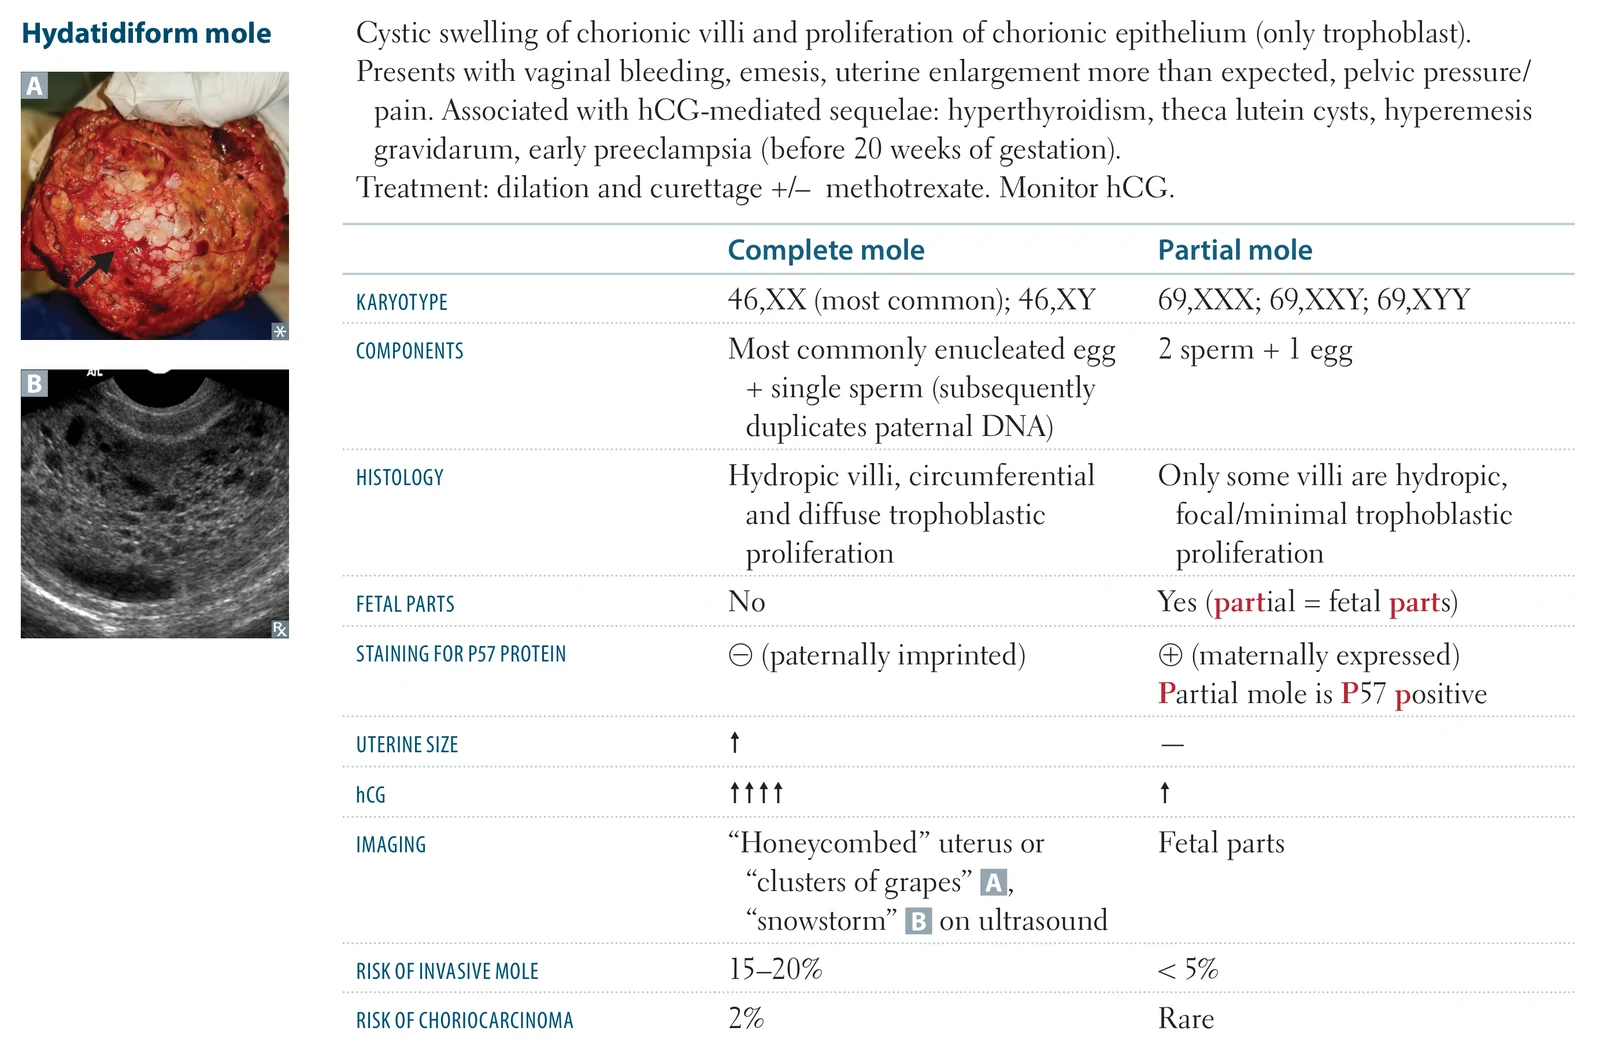 Hydatidiform mole
A
*
ATL
B
℞
Cystic swelling of chorionic villi and proliferation of chorionic epithelium (only trophoblast).
Presents with vaginal bleeding, emesis, uterine enlargement more than expected, pelvic pressure/
pain. Associated with hCG-mediated sequelae: hyperthyroidism, theca lutein cysts, hyperemesis
gravidarum, early preeclampsia (before 20 weeks of gestation).
Treatment: dilation and curettage +/– methotrexate. Monitor hCG.
Complete mole Partial mole
KARYOTYPE 46,XX (most common); 46,XY 69,XXX; 69,XXY; 69,XYY
COMPONENTS Most commonly enucleated egg 2 sperm + 1 egg
+ single sperm (subsequently
duplicates paternal DNA)
HISTOLOGY Hydropic villi, circumferential Only some villi are hydropic,
and diffuse trophoblastic focal/minimal trophoblastic
proliferation proliferation
FETAL PARTS No Yes (partial = fetal parts)
STAINING FOR P57 PROTEIN ⊖ (paternally imprinted) ⊕ (maternally expressed)
Partial mole is P57 positive
UTERINE SIZE ↑ —
hCG ↑↑↑↑ ↑
IMAGING “Honeycombed” uterus or Fetal parts
“clusters of grapes” A,
“snowstorm” B on ultrasound
RISK OF INVASIVE MOLE 15–20% < 5%
RISK OF CHORIOCARCINOMA 2% Rare